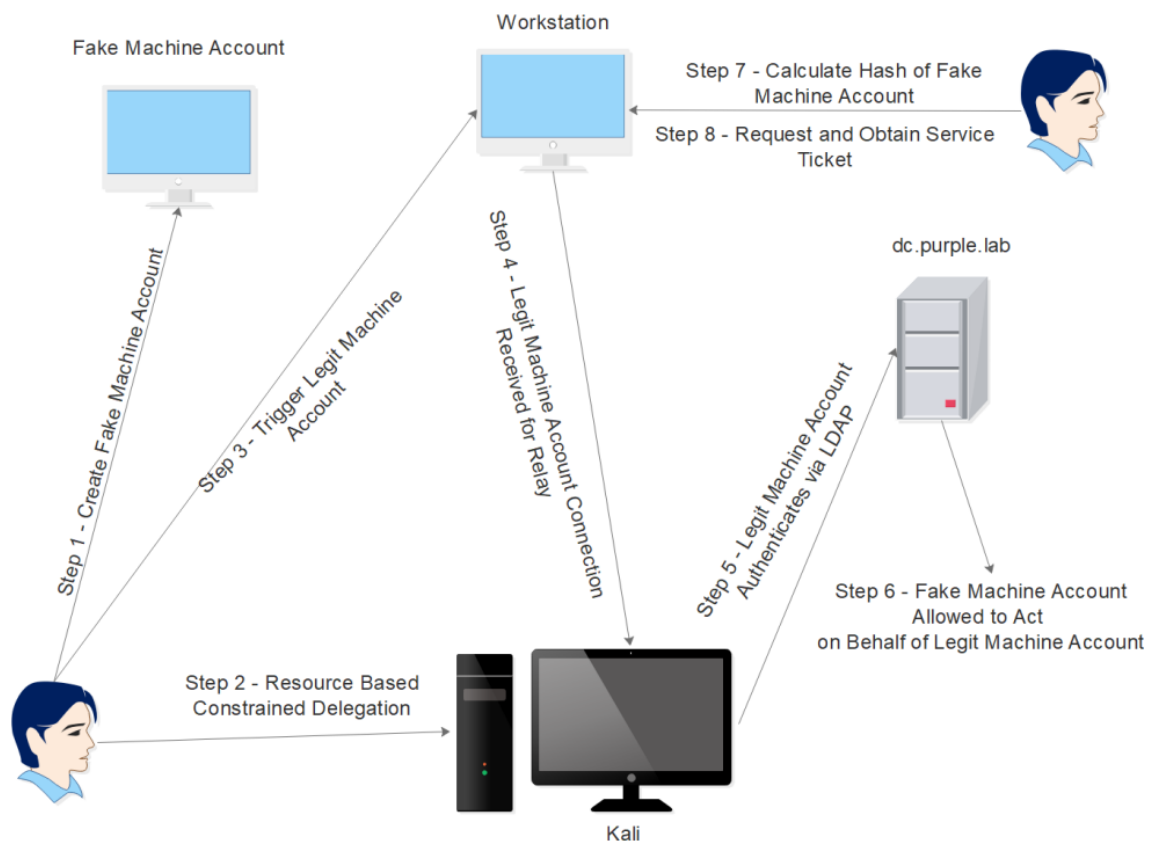 Workstation
Fake Machine Account
Step 7 - Calculate Hash of Fake
Machine Account
Step 8 - Request and Obtain Service
Ticket
dc.purple.lab
Step 1 - Create Fake Machine Account
Step 3 - Trigger Legit Machine
Account
Step 4 - Legit Machine Account Connection
Received for Relay
Step 5 - Legit Machine Account
Authenticates via LDAP
Step 6 - Fake Machine Account
Allowed to Act
on Behalf of Legit Machine Account
Step 2 - Resource Based
Constrained Delegation
Kali